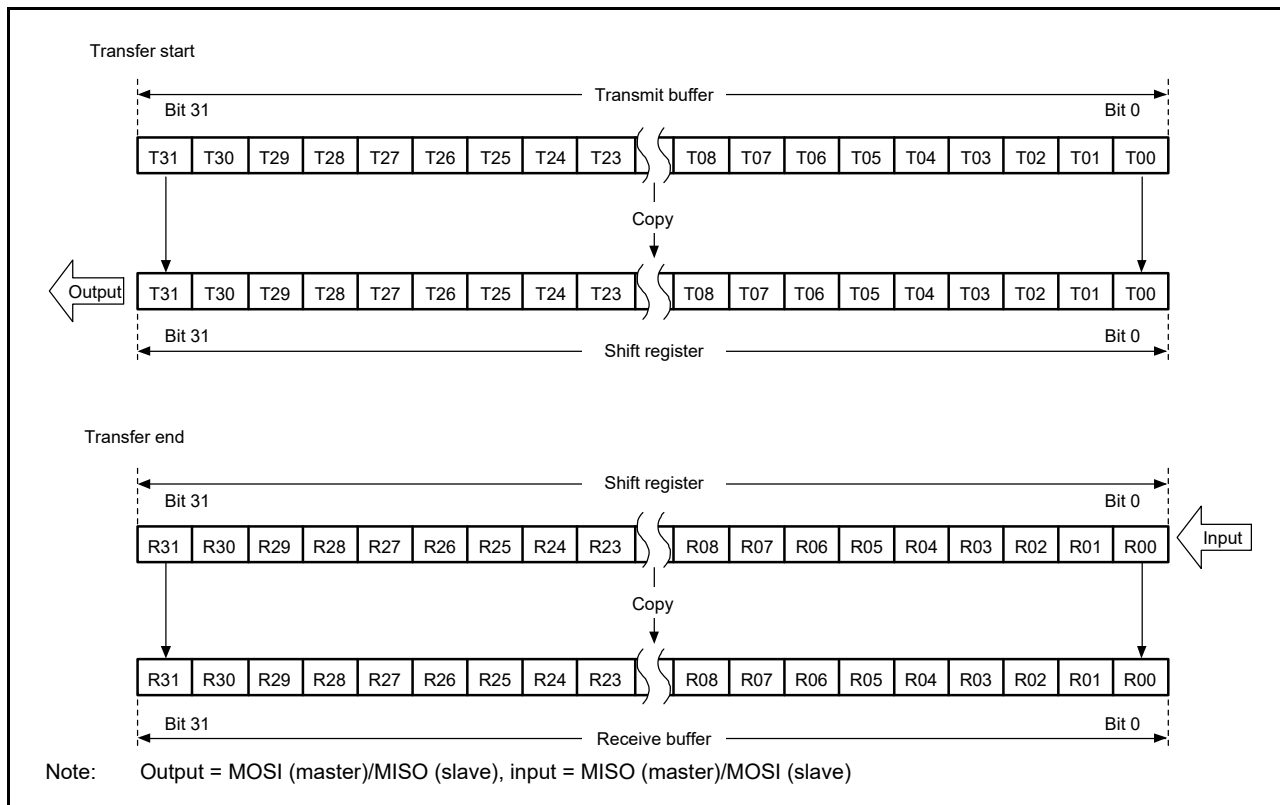 Transfer start
Transmit buffer
Bit 31 Bit 0
T31 T30 T29 T28 T27 T26 T25 T24 T23 T08 T07 T06 T05 T04 T03 T02 T01 T00
Copy
Output T31 T30 T29 T28 T27 T26 T25 T24 T23 T08 T07 T06 T05 T04 T03 T02 T01 T00
Bit 31 Bit 0
Shift register
Transfer end
Shift register
Bit 31 Bit 0
R31 R30 R29 R28 R27 R26 R25 R24 R23 R08 R07 R06 R05 R04 R03 R02 R01 R00 Input
Copy
R31 R30 R29 R28 R27 R26 R25 R24 R23 R08 R07 R06 R05 R04 R03 R02 R01 R00
Bit 31 Bit 0
Receive buffer
Note: Output = MOSI (master)/MISO (slave), input = MISO (master)/MOSI (slave)